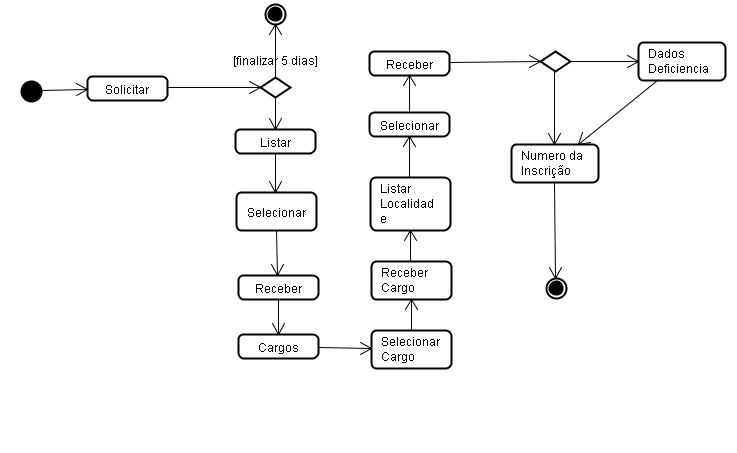 [finalizar 5 dias]
Solicitar
Listar
Selecionar
Receber
Cargos
Selecionar
Cargo
Receber
Cargo
Listar
Localidad
e
Selecionar
Receber
Dados
Deficiencia
Numero da
Inscrição